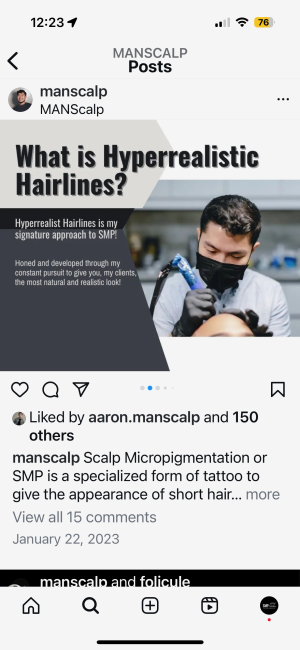 12:23
76
MANSCALP
Posts
manscalp
MANScalp
What is Hyperrealistic
Hairlines?
Hyperrealist Hairlines is my
signature approach to SMP!
Honed and developed through my
constant pursuit to give you, my clients,
the most natural and realistic look!
Liked by aaron.manscalp and 150
others
manscalp Scalp Micropigmentation or
SMP is a specialized form of tattoo to
give the appearance of short hair... more
View all 15 comments
January 22, 2023
manscalp and folicule